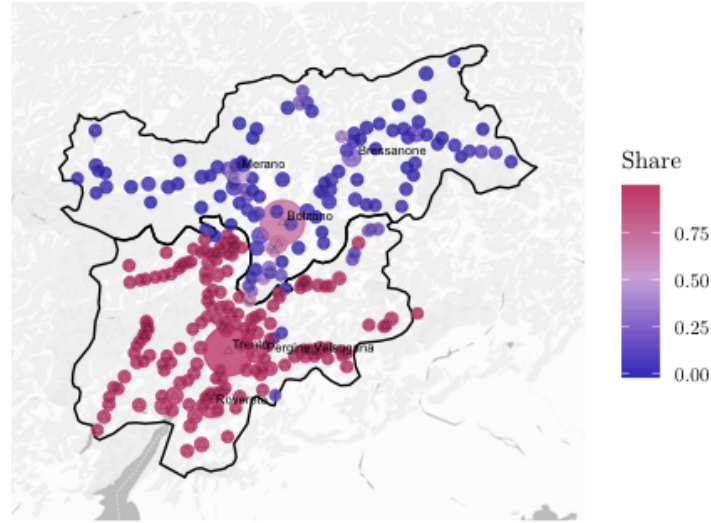 Share
Merano
Bressanone
Bolzano
0.75
0.50
0.25
0.00
Trento
Pergine Valsugana
Rovereto